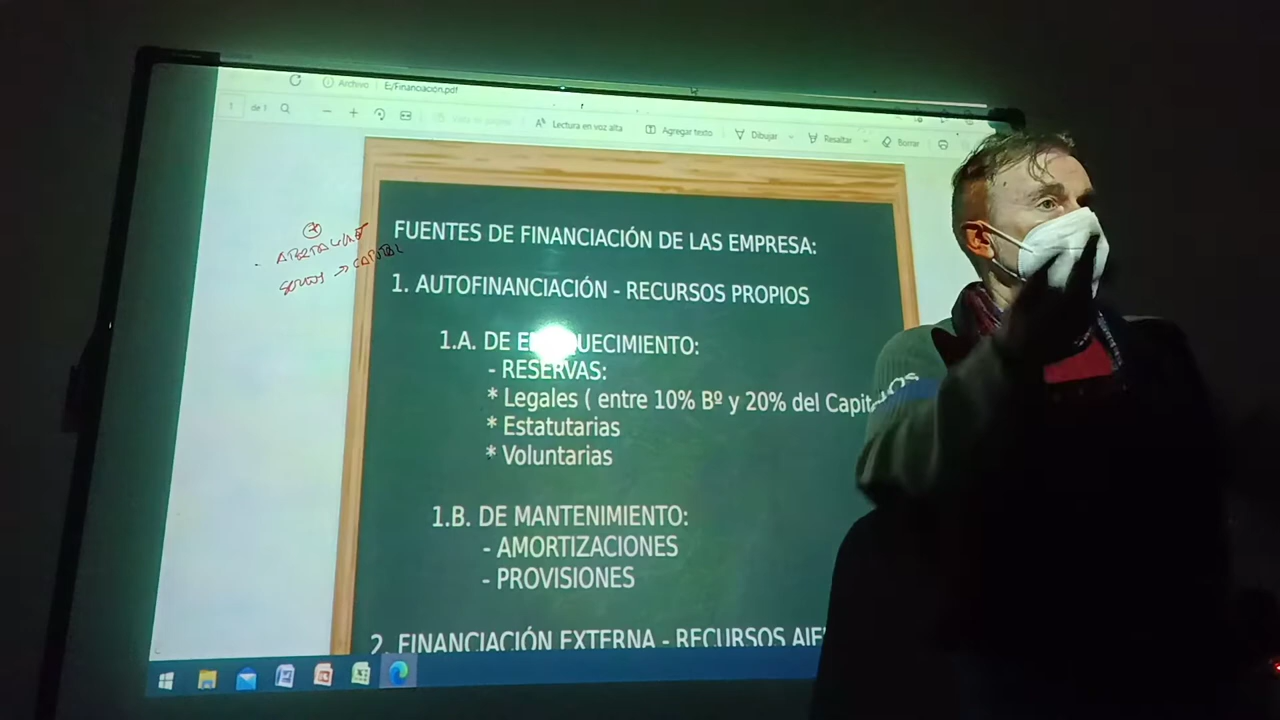 Archivo | E:/Financiación.pdf
1 de 1
Lectura en voz alta
Agregar texto
Dibujar
Resaltar
Borrar
SOCIOS → CAPITAL
FUENTES DE FINANCIACIÓN DE LAS EMPRESA:
1. AUTOFINANCIACIÓN - RECURSOS PROPIOS
1.A. DE E UECIMIENTO:
- RESERVAS:
* Legales ( entre 10% Bº y 20% del Capit
* Estatutarias
* Voluntarias
1.B. DE MANTENIMIENTO:
- AMORTIZACIONES
- PROVISIONES
2. FINANCIACIÓN EXTERNA - RECURSOS AJE